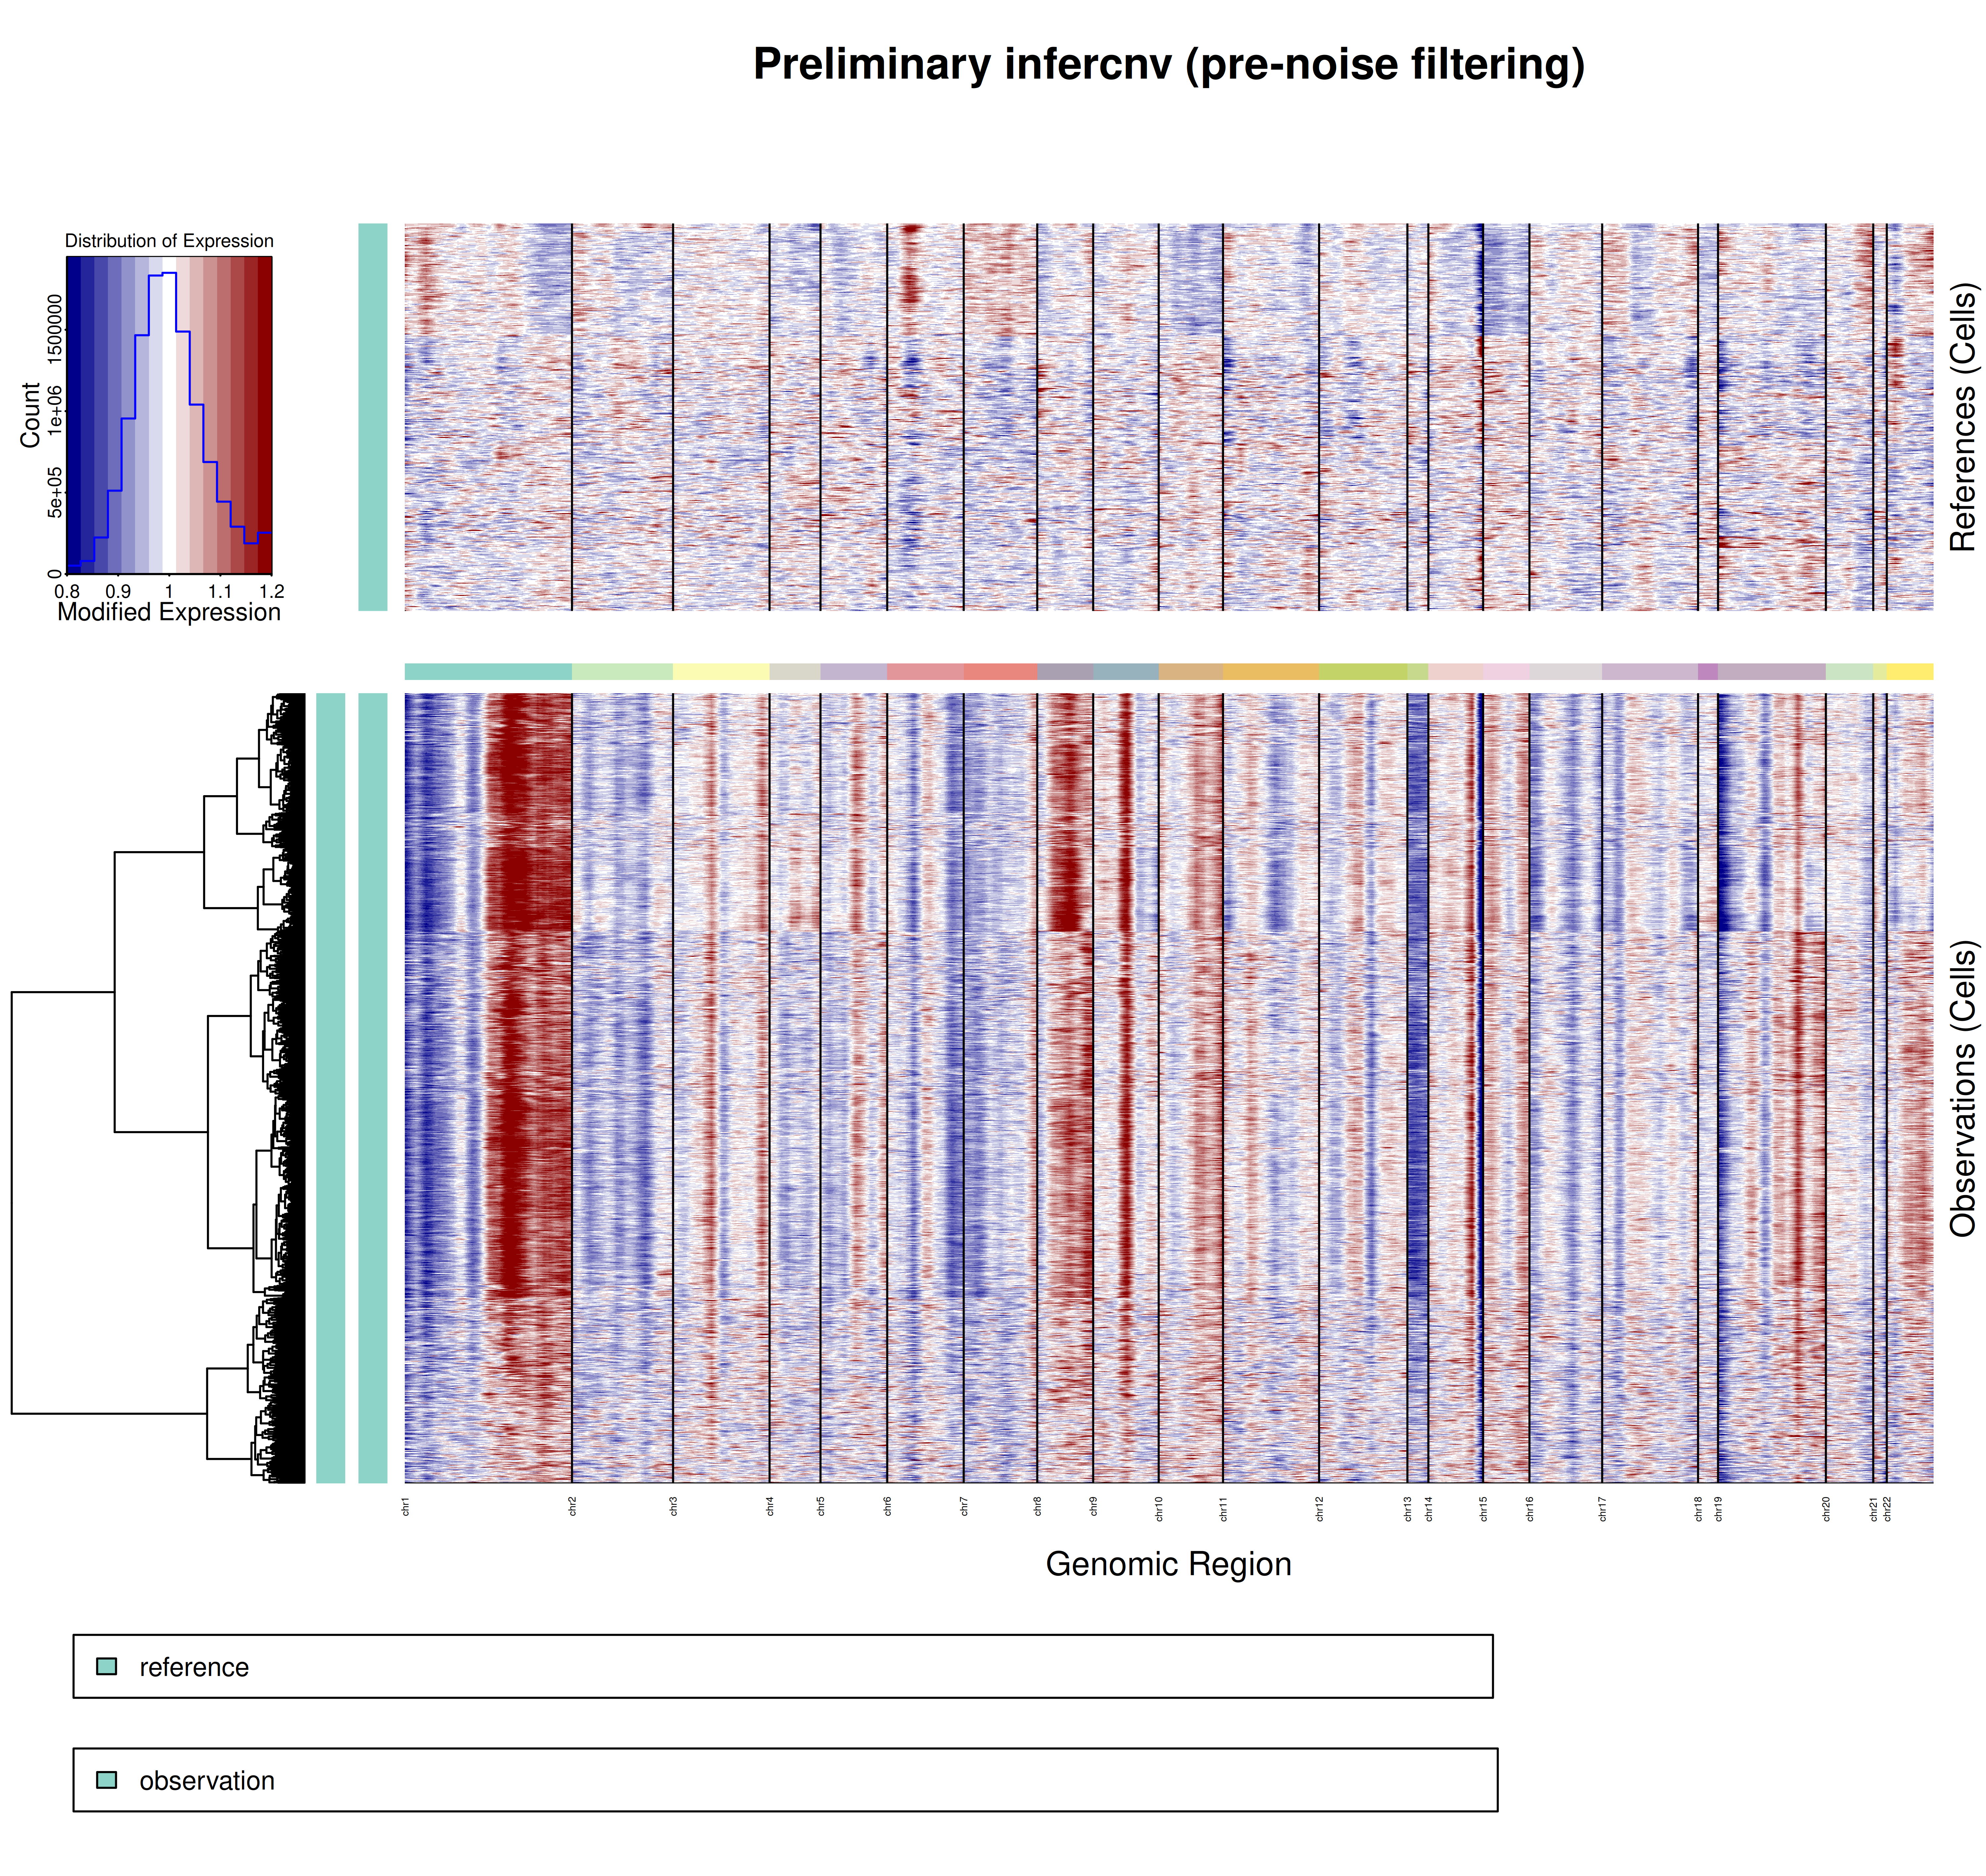 Preliminary infercnv (pre-noise filtering)
Distribution of Expression
Count
0 5e+05 1e+06 1500000
0.8 0.9 1 1.1 1.2
Modified Expression
References (Cells)
Observations (Cells)
chr1 chr2 chr3 chr4 chr5 chr6 chr7 chr8 chr9 chr10 chr11 chr12 chr13 chr14 chr15 chr16 chr17 chr18 chr19 chr20 chr21 chr22
Genomic Region
reference
observation